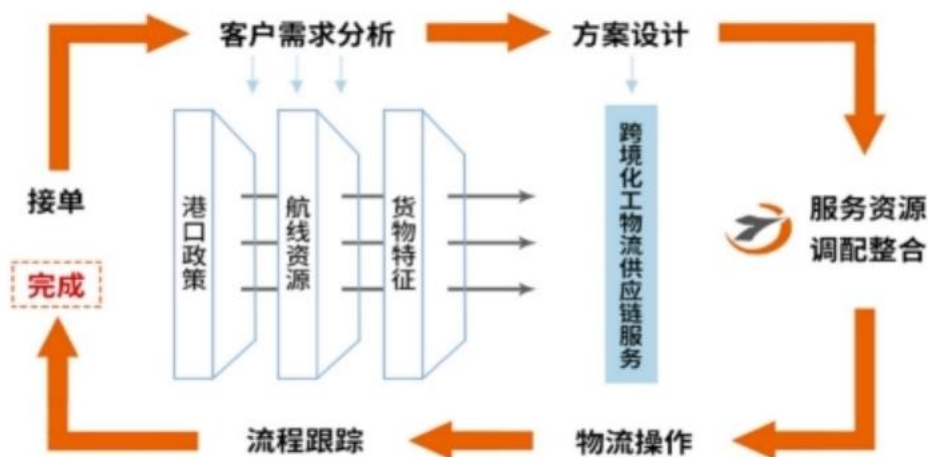 客户需求分析
方案设计
接单
港口政策
航线资源
货物特征
跨境化工物流供应链服务
服务资源
调配整合
完成
流程跟踪
物流操作